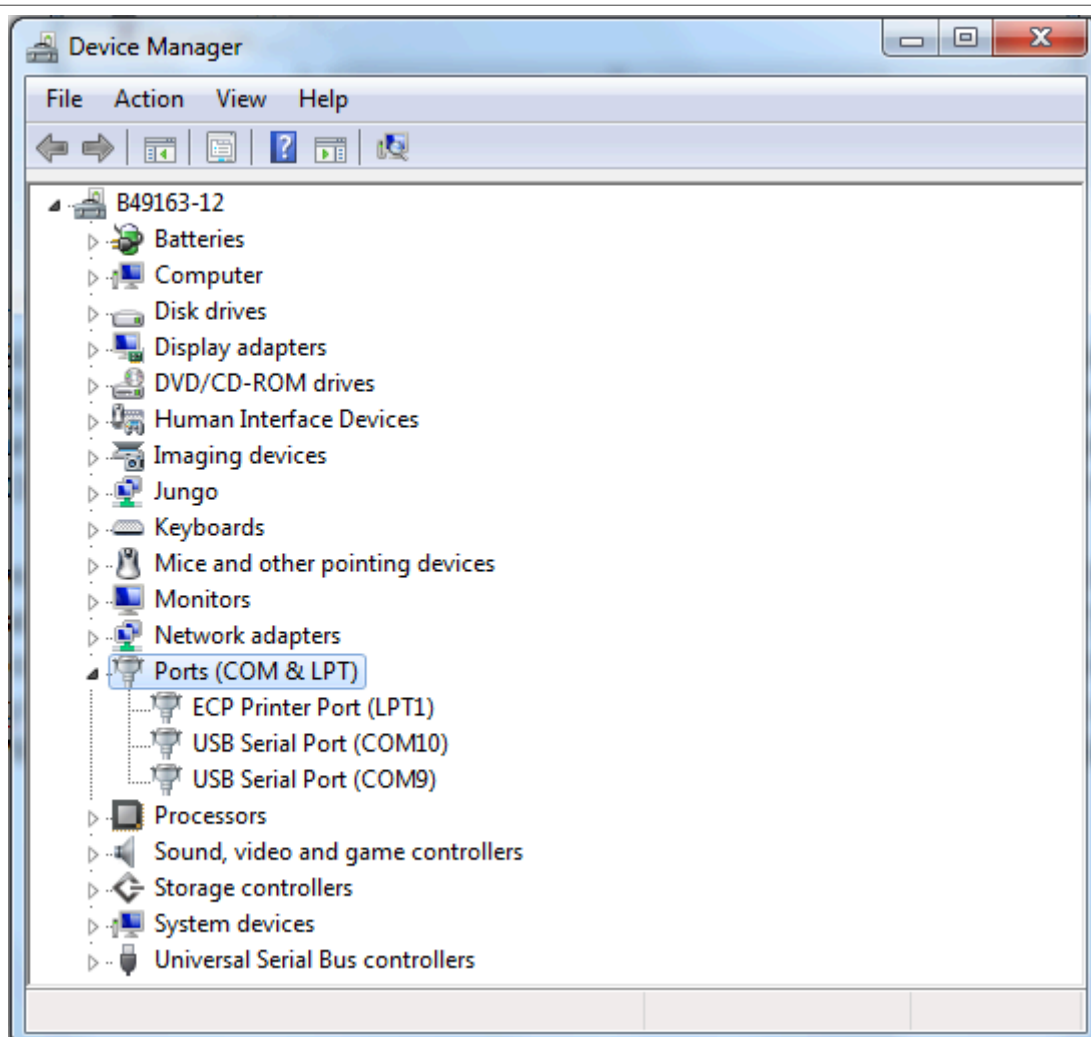 Device Manager
File Action View Help
B49163-12
Batteries
Computer
Disk drives
Display adapters
DVD/CD-ROM drives
Human Interface Devices
Imaging devices
Jungo
Keyboards
Mice and other pointing devices
Monitors
Network adapters
Ports (COM & LPT)
ECP Printer Port (LPT1)
USB Serial Port (COM10)
USB Serial Port (COM9)
Processors
Sound, video and game controllers
Storage controllers
System devices
Universal Serial Bus controllers